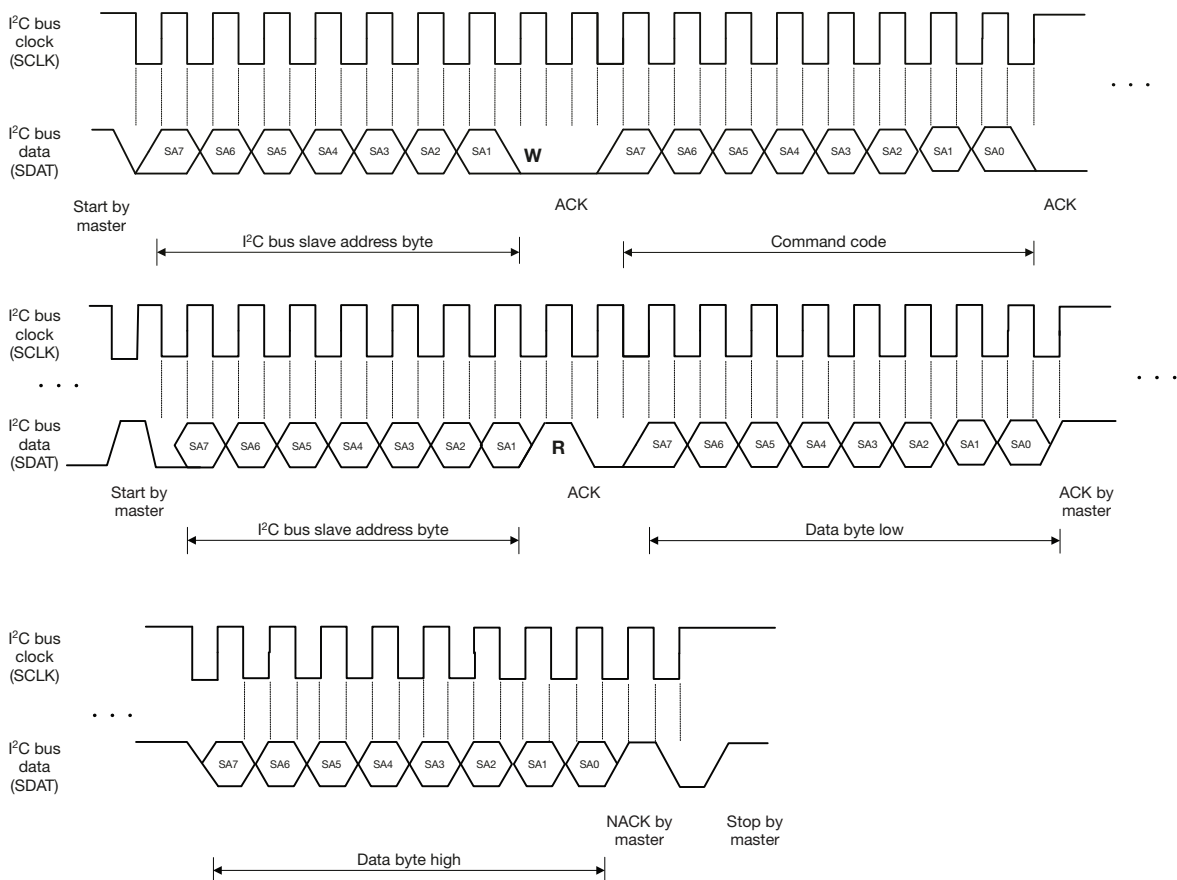 I²C bus
clock
(SCLK)
. . .
I²C bus
data
(SDAT)
SA7 SA6 SA5 SA4 SA3 SA2 SA1 W SA7 SA6 SA5 SA4 SA3 SA2 SA1 SA0
Start by
master
ACK
ACK
I²C bus slave address byte
Command code
I²C bus
clock
(SCLK)
. . .
. . .
I²C bus
data
(SDAT)
SA7 SA6 SA5 SA4 SA3 SA2 SA1 R SA7 SA6 SA5 SA4 SA3 SA2 SA1 SA0
Start by
master
ACK
ACK by
master
I²C bus slave address byte
Data byte low
I²C bus
clock
(SCLK)
. . .
I²C bus
data
(SDAT)
SA7 SA6 SA5 SA4 SA3 SA2 SA1 SA0
NACK by
master
Stop by
master
Data byte high